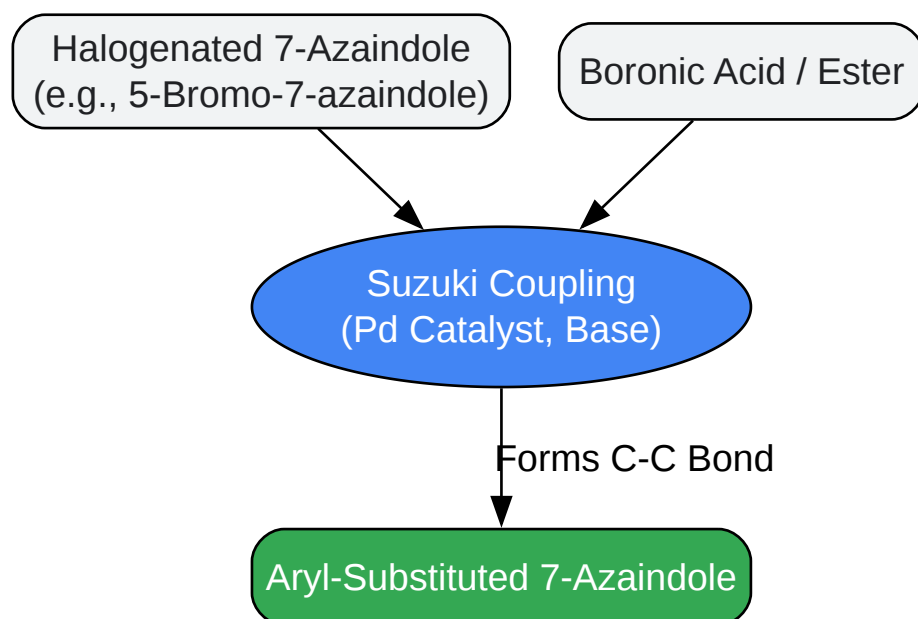 Halogenated 7-Azaindole
(e.g., 5-Bromo-7-azaindole)
Boronic Acid / Ester
Suzuki Coupling
(Pd Catalyst, Base)
Forms C-C Bond
Aryl-Substituted 7-Azaindole